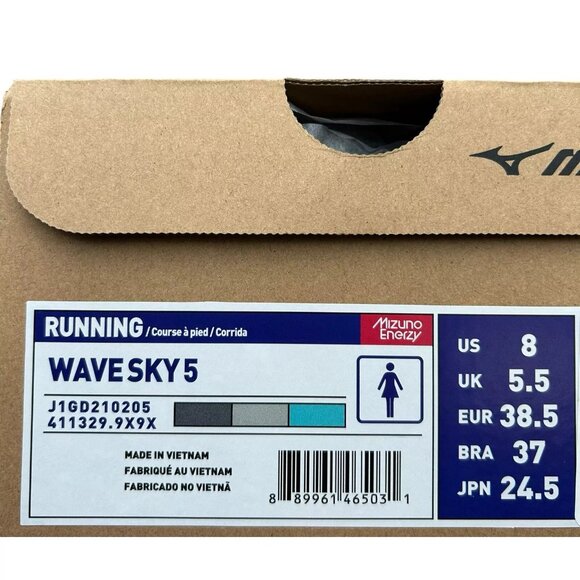 RUNNING / Course à pied / Corrida
Mizuno
Enerzy
WAVE SKY 5
J1GD210205
411329.9X9X
MADE IN VIETNAM
FABRIQUÉ AU VIETNAM
FABRICADO NO VIETNÃ
8 89961 46503 1
US 8
UK 5.5
EUR 38.5
BRA 37
JPN 24.5